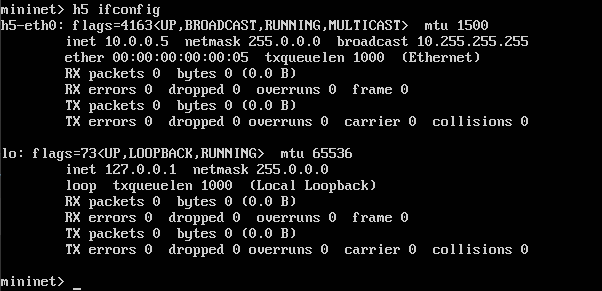 mininet> h5 ifconfig
h5-eth0: flags=4163<UP,BROADCAST,RUNNING,MULTICAST>  mtu 1500
        inet 10.0.0.5  netmask 255.0.0.0  broadcast 10.255.255.255
        ether 00:00:00:00:00:05  txqueuelen 1000  (Ethernet)
        RX packets 0  bytes 0 (0.0 B)
        RX errors 0  dropped 0  overruns 0  frame 0
        TX packets 0  bytes 0 (0.0 B)
        TX errors 0  dropped 0 overruns 0  carrier 0  collisions 0

lo: flags=73<UP,LOOPBACK,RUNNING>  mtu 65536
        inet 127.0.0.1  netmask 255.0.0.0
        loop  txqueuelen 1000  (Local Loopback)
        RX packets 0  bytes 0 (0.0 B)
        RX errors 0  dropped 0  overruns 0  frame 0
        TX packets 0  bytes 0 (0.0 B)
        TX errors 0  dropped 0 overruns 0  carrier 0  collisions 0

mininet> _